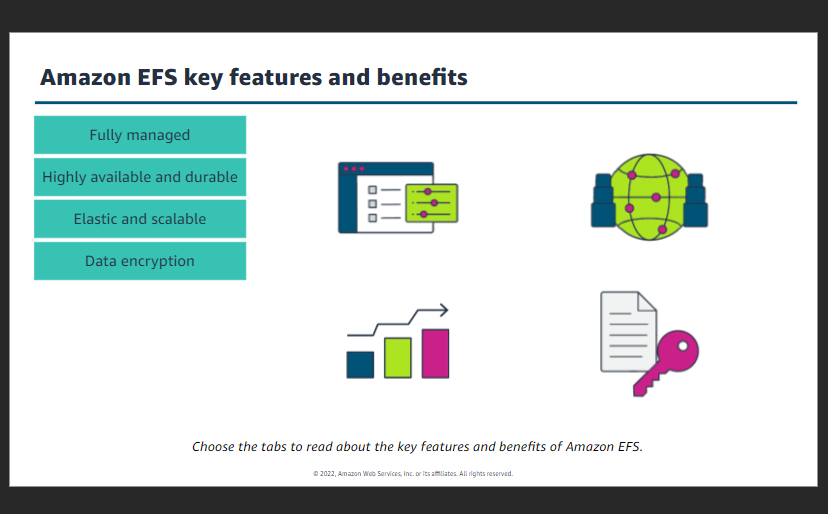 Amazon EFS key features and benefits
Fully managed
Highly available and durable
Elastic and scalable
Data encryption
Choose the tabs to read about the key features and benefits of Amazon EFS.
© 2022, Amazon Web Services, Inc. or its affiliates. All rights reserved.